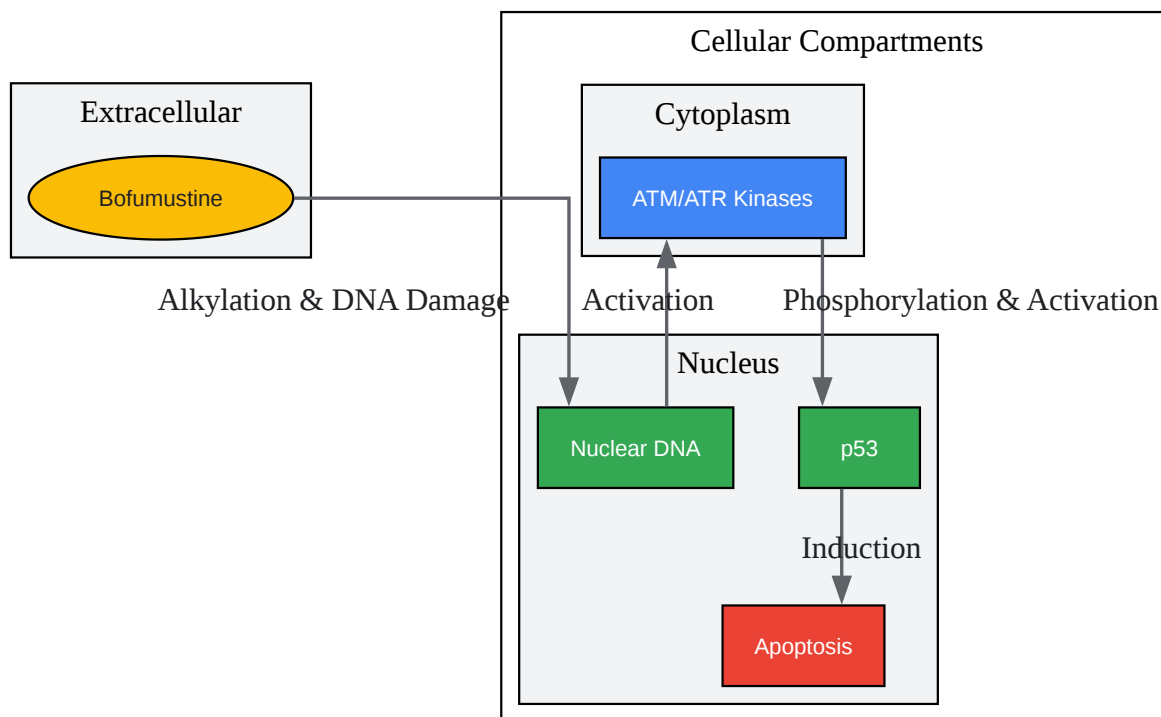 Cellular Compartments
Extracellular
Cytoplasm
Bofumustine
ATM/ATR Kinases
Alkylation & DNA Damage
Activation
Phosphorylation & Activation
Nucleus
Nuclear DNA
p53
Induction
Apoptosis